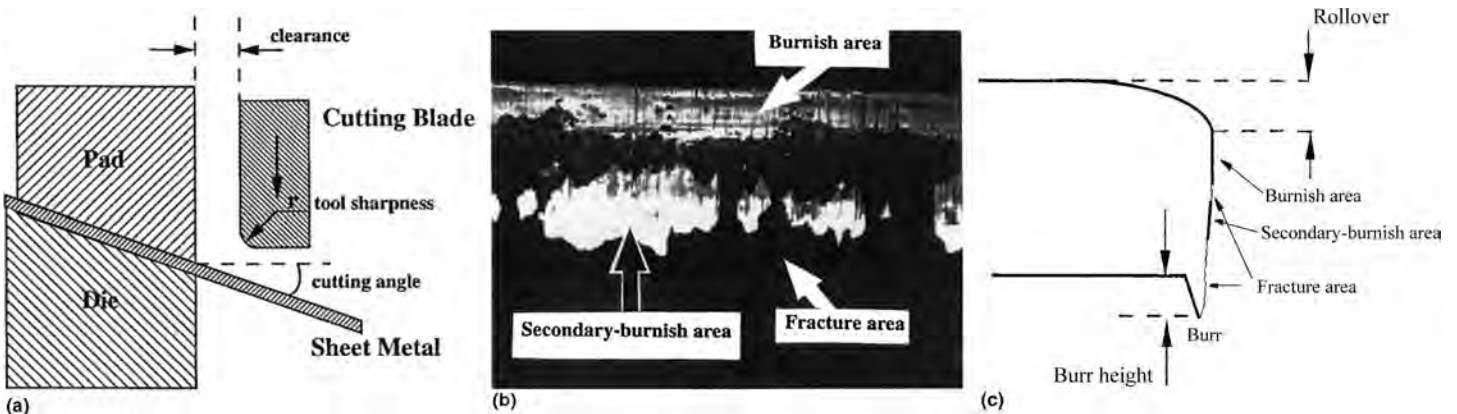 clearance
Cutting Blade
Pad
r
tool sharpness
cutting angle
Die
Sheet Metal
(a)
Burnish area
Secondary-burnish area
Fracture area
(b)
Rollover
Burnish area
Secondary-burnish area
Fracture area
Burr
Burr height
(c)